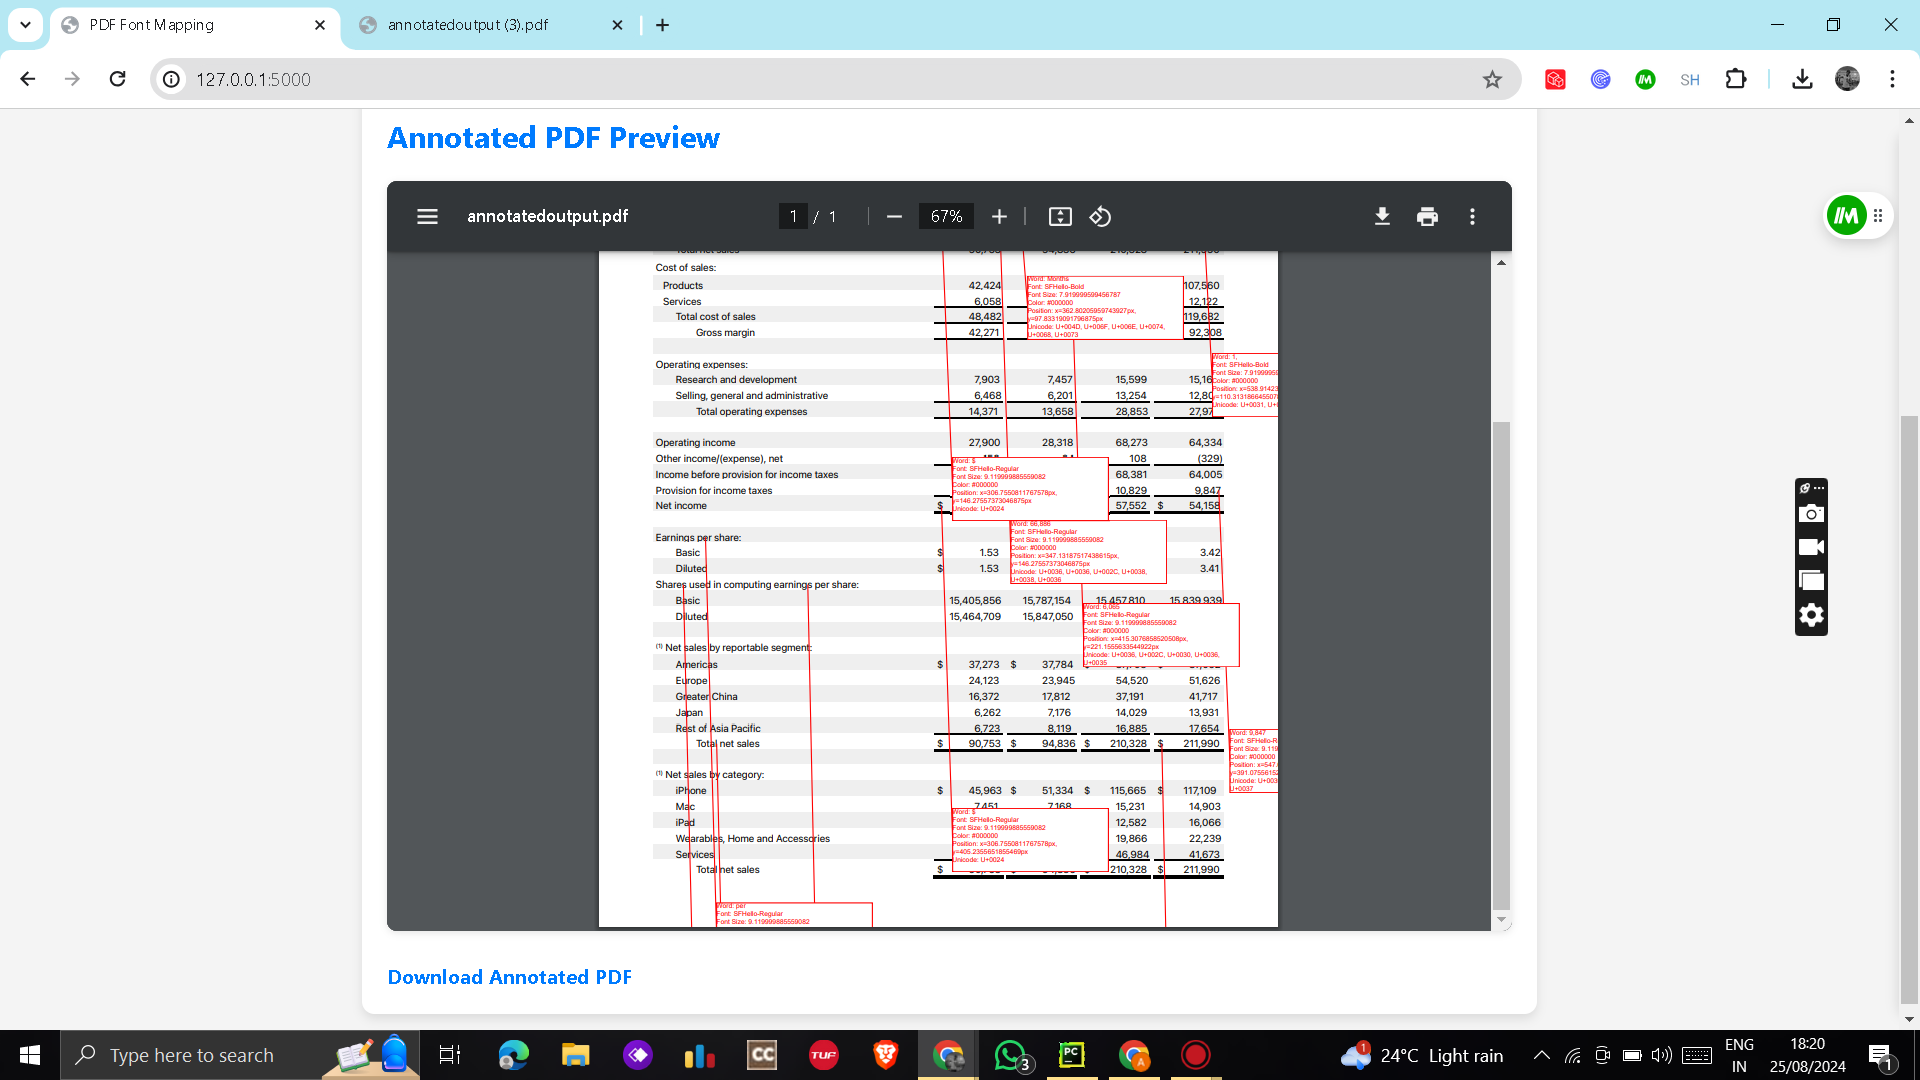 PDF Font Mapping
annotatedoutput (3).pdf
127.0.0.1:5000
SH
Annotated PDF Preview
annotatedoutput.pdf
1 / 1
67%
Cost of sales:
Products 42,424 107,560
Services 6,058 12,122
Total cost of sales 48,482 119,682
Gross margin 42,271 92,308
Word: Months
Font: SFHello-Bold
Font Size: 7.919999599456787
Color: #000000
Position: x=362.80205959743927px,
y=97.83319091796875px
Unicode: U+004D, U+006F, U+006E, U+0074,
U+0068, U+0073
Operating expenses:
Research and development 7,903 7,457 15,599 15,16
Selling, general and administrative 6,468 6,201 13,254 12,80
Total operating expenses 14,371 13,658 28,853 27,97
Word: 1,
Font: SFHello-Bold
Font Size: 7.9199995
Color: #000000
Position: x=538.91423
y=110.3131866455078
Unicode: U+0031, U+
Operating income 27,900 28,318 68,273 64,334
Other income/(expense), net 108 (329)
Income before provision for income taxes 68,381 64,005
Provision for income taxes 10,829 9,847
Net income $ 57,552 $ 54,158
Word: $
Font: SFHello-Regular
Font Size: 9.119999885559082
Color: #000000
Position: x=306.7550811767578px,
y=146.27557373046875px
Unicode: U+0024
Word: 66,886
Font: SFHello-Regular
Font Size: 9.119999885559082
Color: #000000
Position: x=347.13187517438615px,
y=146.27557373046875px
Unicode: U+0036, U+0036, U+002C, U+0038,
U+0038, U+0036
Earnings per share:
Basic $ 1.53 3.42
Diluted $ 1.53 3.41
Shares used in computing earnings per share:
Basic 15,405,856 15,787,154 15,457,810 15,839,939
Diluted 15,464,709 15,847,050
Word: 6,065
Font: SFHello-Regular
Font Size: 9.119999885559082
Color: #000000
Position: x=415.3076858520508px,
y=221.1555633544922px
Unicode: U+0036, U+002C, U+0030, U+0036,
U+0035
(1) Net sales by reportable segment:
Americas $ 37,273 $ 37,784
Europe 24,123 23,945 54,520 51,626
Greater China 16,372 17,812 37,191 41,717
Japan 6,262 7,176 14,029 13,931
Rest of Asia Pacific 6,723 8,119 16,885 17,654
Total net sales $ 90,753 $ 94,836 $ 210,328 $ 211,990
Word: 9,847
Font: SFHello-R
Font Size: 9.119
Color: #000000
Position: x=547.
y=391.07556152
Unicode: U+003
U+0037
(1) Net sales by category:
iPhone $ 45,963 $ 51,334 $ 115,665 $ 117,109
Mac 7,451 7,168 15,231 14,903
iPad 12,582 16,066
Wearables, Home and Accessories 19,866 22,239
Services 46,984 41,673
Total net sales $ 210,328 $ 211,990
Word: $
Font: SFHello-Regular
Font Size: 9.119999885559082
Color: #000000
Position: x=306.7550811767578px,
y=405.2355651855469px
Unicode: U+0024
Word: per
Font: SFHello-Regular
Font Size: 9.119999885559082
Download Annotated PDF
Type here to search
CC
TUF
3
PC
A
1
24°C Light rain
ENG
IN
18:20
25/08/2024
1